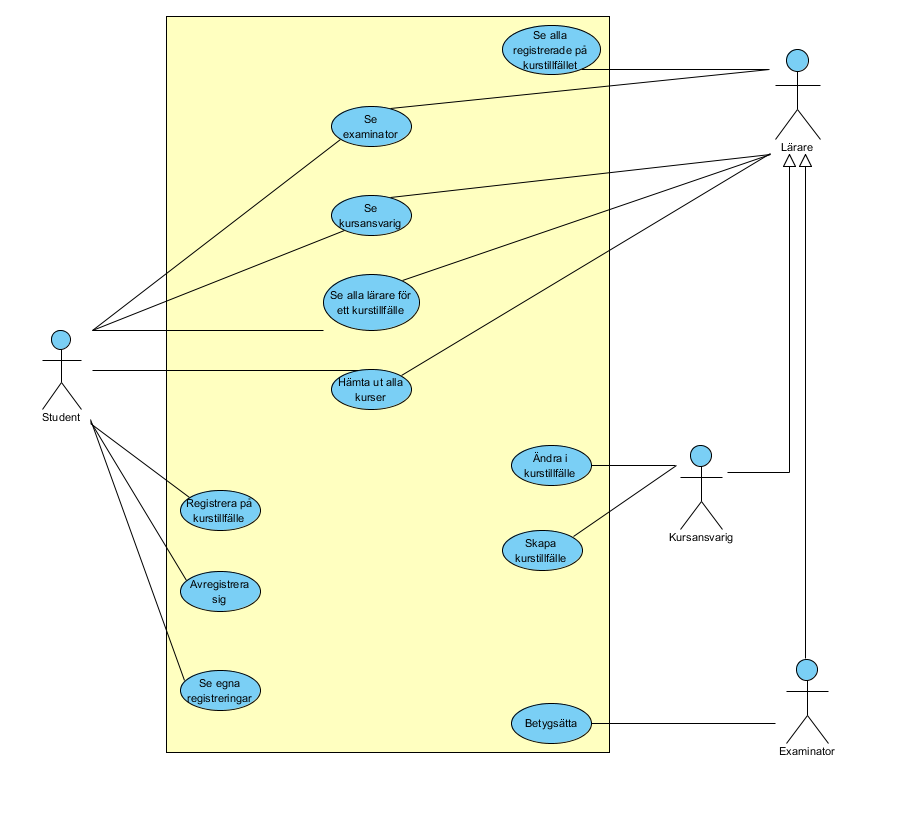 Se alla
registrerade på
kurstillfället
Lärare
Se
examinator
Se
kursansvarig
Se alla lärare för
ett kurstillfälle
Student
Hämta ut alla
kurser
Ändra i
kurstillfälle
Kursansvarig
Registrera på
kurstillfälle
Skapa
kurstillfälle
Avregistrera
sig
Se egna
registreringar
Betygsätta
Examinator